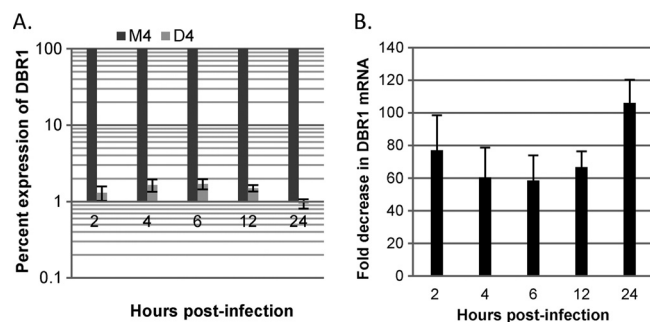 A.
M4 D4
Percent expression of DBR1
100
10
1
0.1
2 4 6 12 24
Hours post-infection
B.
Fold decrease in DBR1
mRNA
140
120
100
80
60
40
20
0
2 4 6 12 24
Hours post-infection